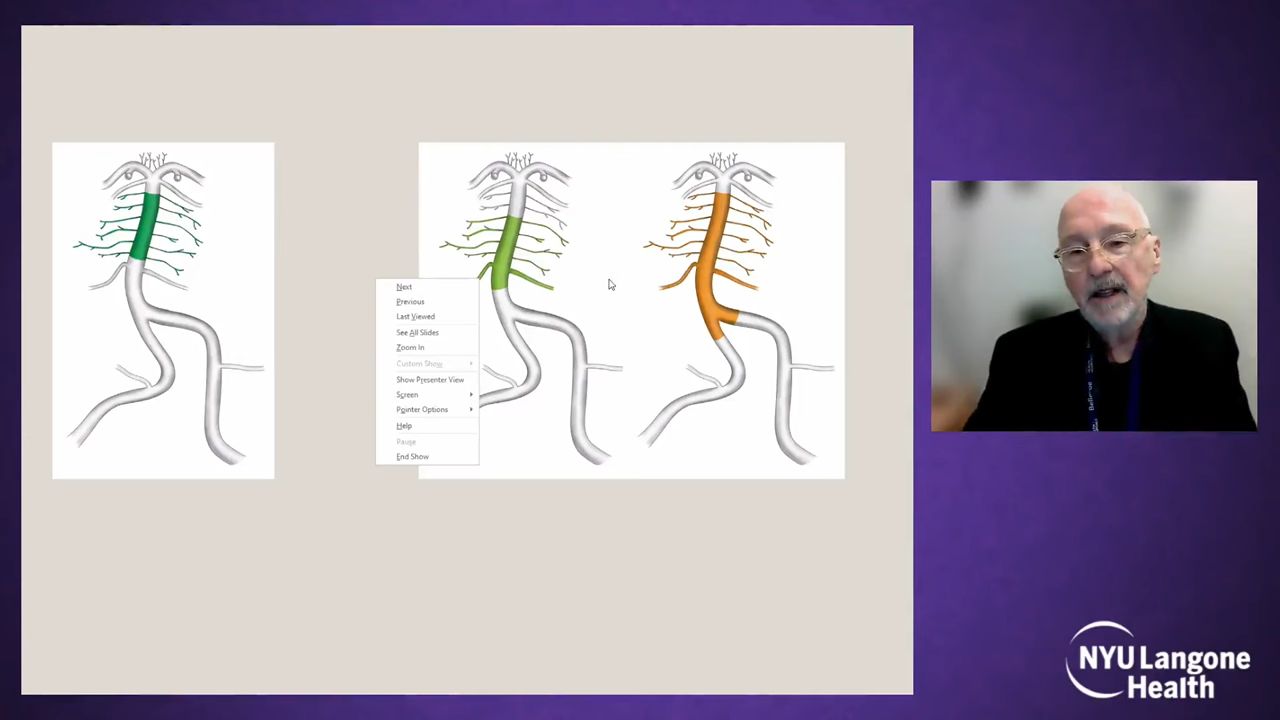 Next
Previous
Last Viewed
See All Slides
Zoom In
Custom Show
Show Presenter View
Screen
Pointer Options
Help
Pause
End Show
Bellevue
NYU Langone
Health